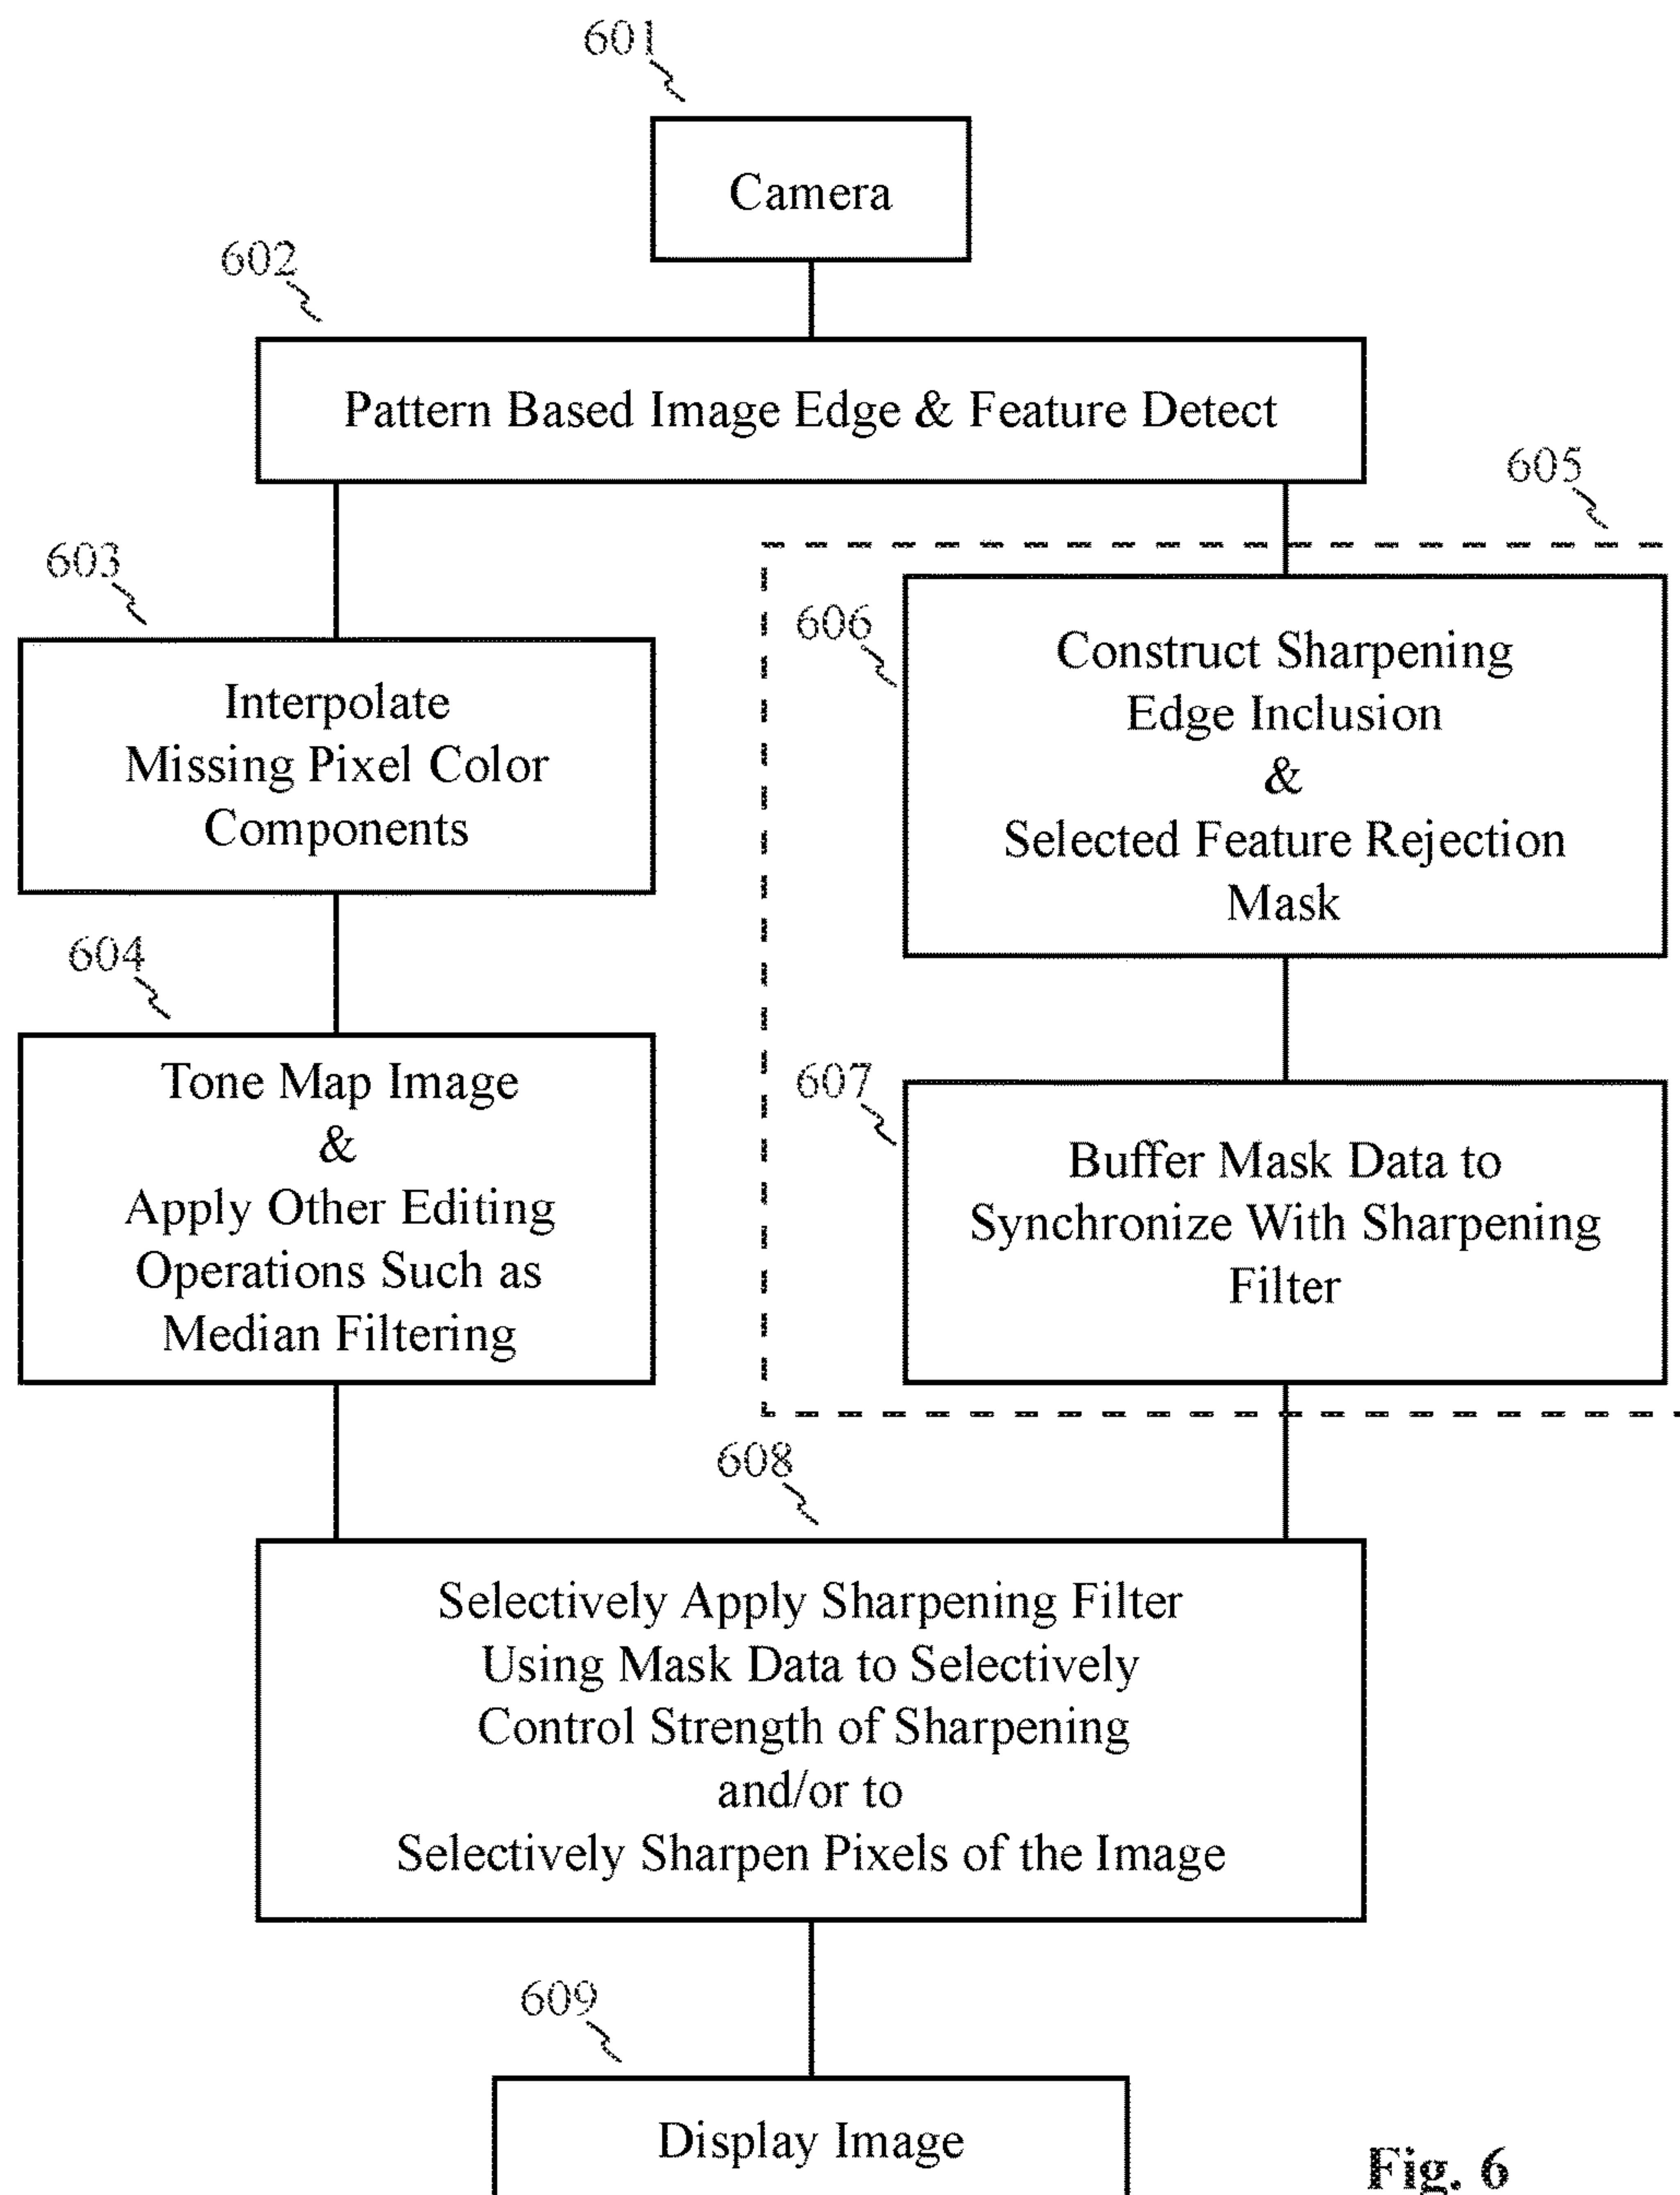 601
Camera
602
Pattern Based Image Edge & Feature Detect
605
603
Interpolate
Missing Pixel Color
Components
606
Construct Sharpening
Edge Inclusion
&
Selected Feature Rejection
Mask
604
Tone Map Image
&
Apply Other Editing
Operations Such as
Median Filtering
607
Buffer Mask Data to
Synchronize With Sharpening
Filter
608
Selectively Apply Sharpening Filter
Using Mask Data to Selectively
Control Strength of Sharpening
and/or to
Selectively Sharpen Pixels of the Image
609
Display Image
Fig. 6